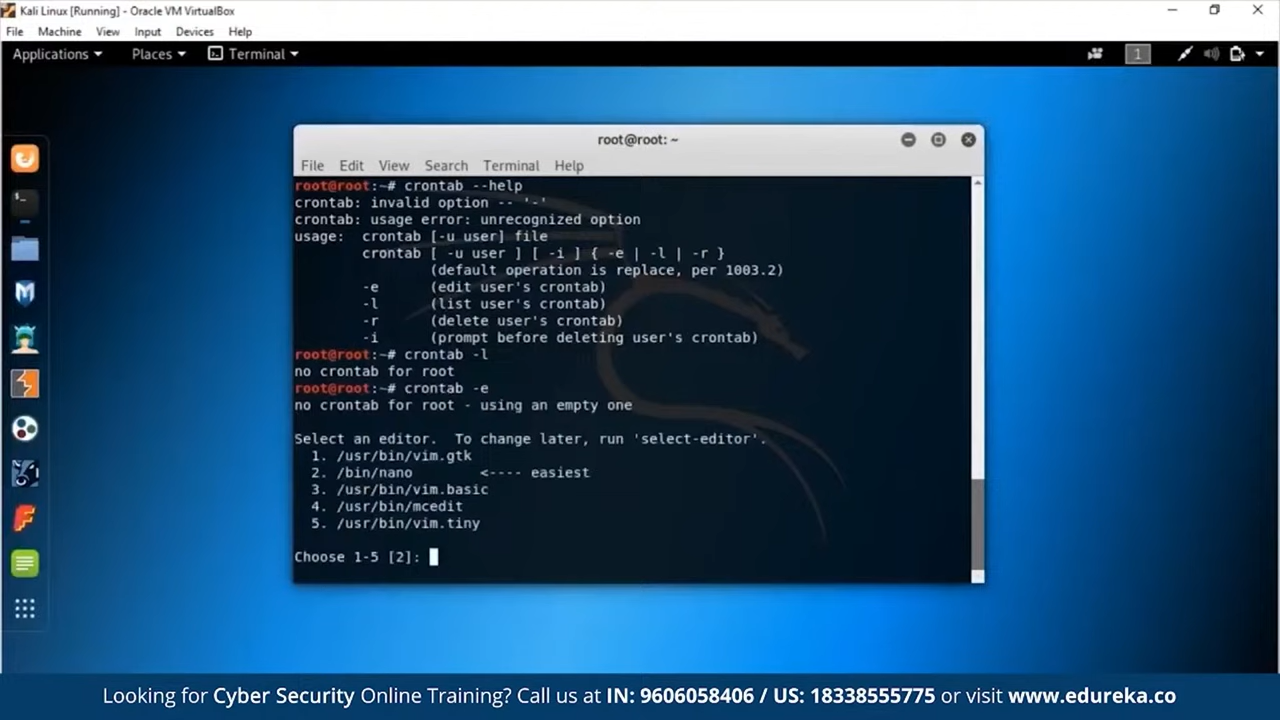 Kali Linux [Running] - Oracle VM VirtualBox
File Machine View Input Devices Help
Applications Places Terminal 1
root@root: ~
File Edit View Search Terminal Help
root@root:~# crontab --help
crontab: invalid option -- '-'
crontab: usage error: unrecognized option
usage: crontab [-u user] file
crontab [ -u user ] [ -i ] { -e | -l | -r }
(default operation is replace, per 1003.2)
-e (edit user's crontab)
-l (list user's crontab)
-r (delete user's crontab)
-i (prompt before deleting user's crontab)
root@root:~# crontab -l
no crontab for root
root@root:~# crontab -e
no crontab for root - using an empty one
Select an editor. To change later, run 'select-editor'.
1. /usr/bin/vim.gtk
2. /bin/nano <---- easiest
3. /usr/bin/vim.basic
4. /usr/bin/mcedit
5. /usr/bin/vim.tiny
Choose 1-5 [2]:
Looking for Cyber Security Online Training? Call us at IN: 9606058406 / US: 18338555775 or visit www.edureka.co